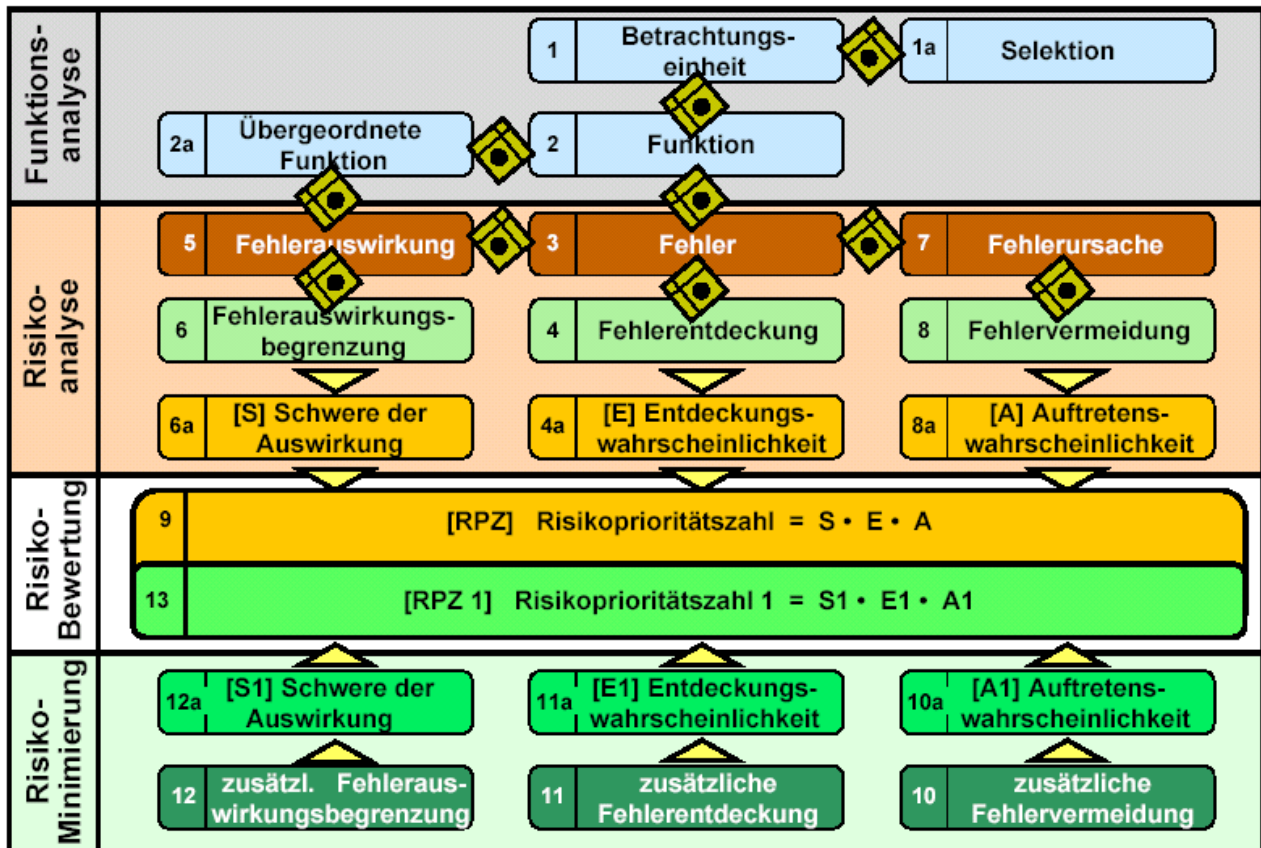 Funktions-
analyse
1
Betrachtungs-
einheit
1a
Selektion
2a
Übergeordnete
Funktion
2
Funktion
Risiko-
analyse
5
Fehlerauswirkung
3
Fehler
7
Fehlerursache
6
Fehlerauswirkungs-
begrenzung
4
Fehlerentdeckung
8
Fehlervermeidung
6a
[S] Schwere der
Auswirkung
4a
[E] Entdeckungs-
wahrscheinlichkeit
8a
[A] Auftretens-
wahrscheinlichkeit
Risiko-
Bewertung
9
[RPZ] Risikoprioritätszahl = S • E • A
13
[RPZ 1] Risikoprioritätszahl 1 = S1 • E1 • A1
Risiko-
Minimierung
12a
[S1] Schwere der
Auswirkung
11a
[E1] Entdeckungs-
wahrscheinlichkeit
10a
[A1] Auftretens-
wahrscheinlichkeit
12
zusätzl. Fehleraus-
wirkungsbegrenzung
11
zusätzliche
Fehlerentdeckung
10
zusätzliche
Fehlervermeidung